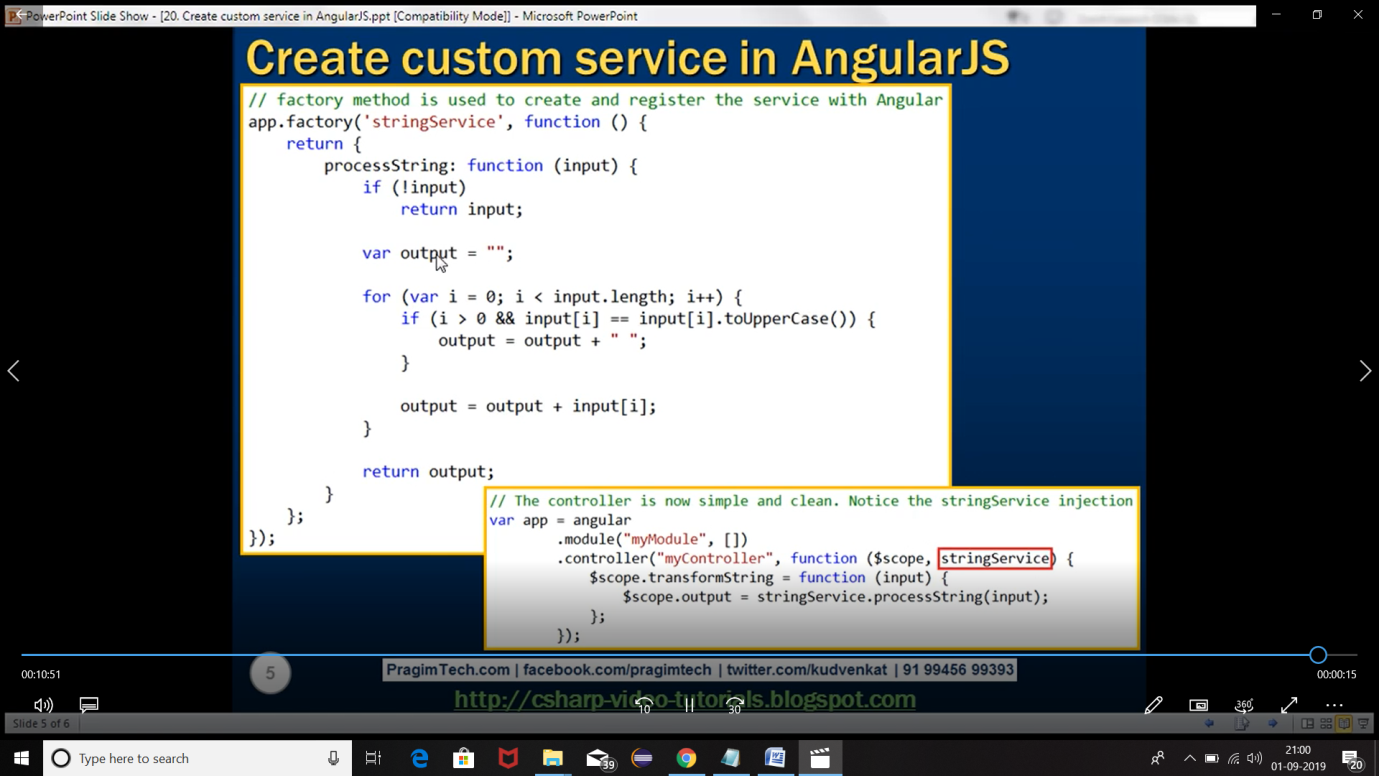 PowerPoint Slide Show - [20. Create custom service in AngularJS.ppt [Compatibility Mode]] - Microsoft PowerPoint
Create custom service in AngularJS
// factory method is used to create and register the service with Angular
app.factory('stringService', function () {
return {
processString: function (input) {
if (!input)
return input;
var output = "";
for (var i = 0; i < input.length; i++) {
if (i > 0 && input[i] == input[i].toUpperCase()) {
output = output + " ";
}
output = output + input[i];
}
return output;
}
};
});
// The controller is now simple and clean. Notice the stringService injection
var app = angular
.module("myModule", [])
.controller("myController", function ($scope, stringService) {
$scope.transformString = function (input) {
$scope.output = stringService.processString(input);
};
});
5
PragimTech.com | facebook.com/pragimtech | twitter.com/kudvenkat | 91 99456 99393
00:10:51
00:00:15
http://csharp-video-tutorials.blogspot.com
10
30
360°
Slide 5 of 6
Type here to search
39
21:00
01-09-2019
20